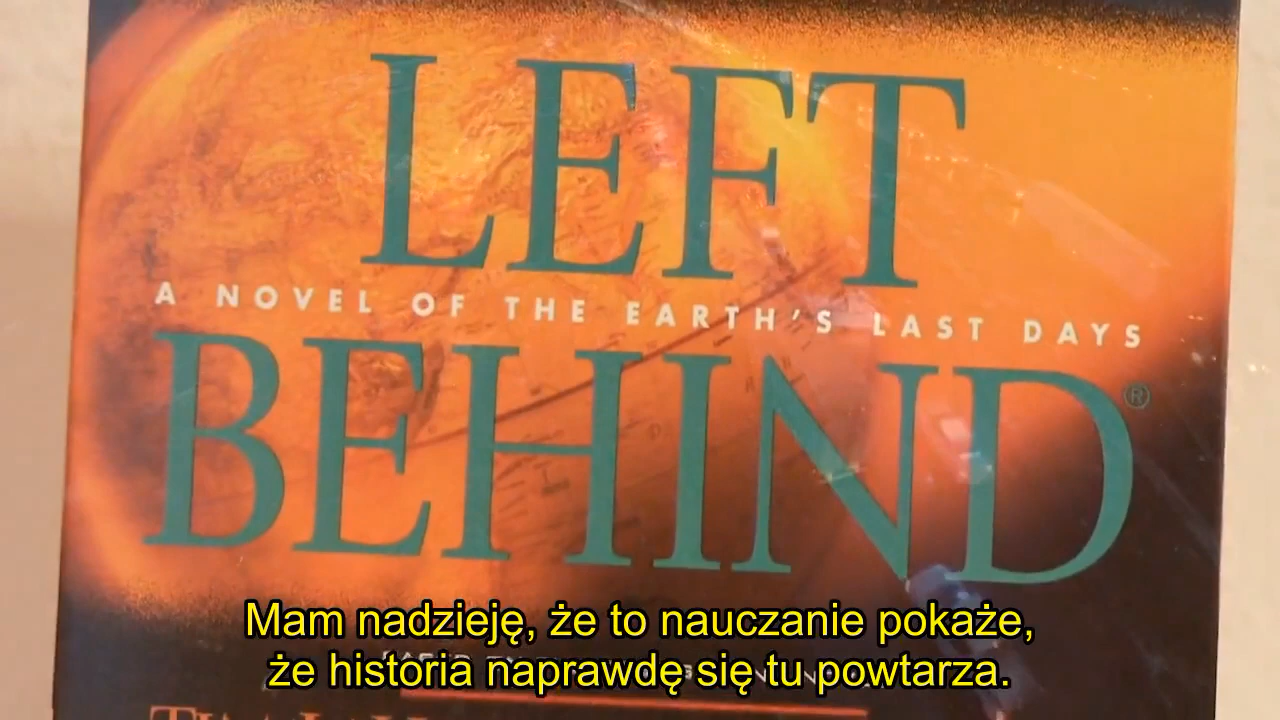 LEFT
A NOVEL OF THE EARTH'S LAST DAYS
BEHIND®
Mam nadzieję, że to nauczanie pokaże,
że historia naprawdę się tu powtarza.